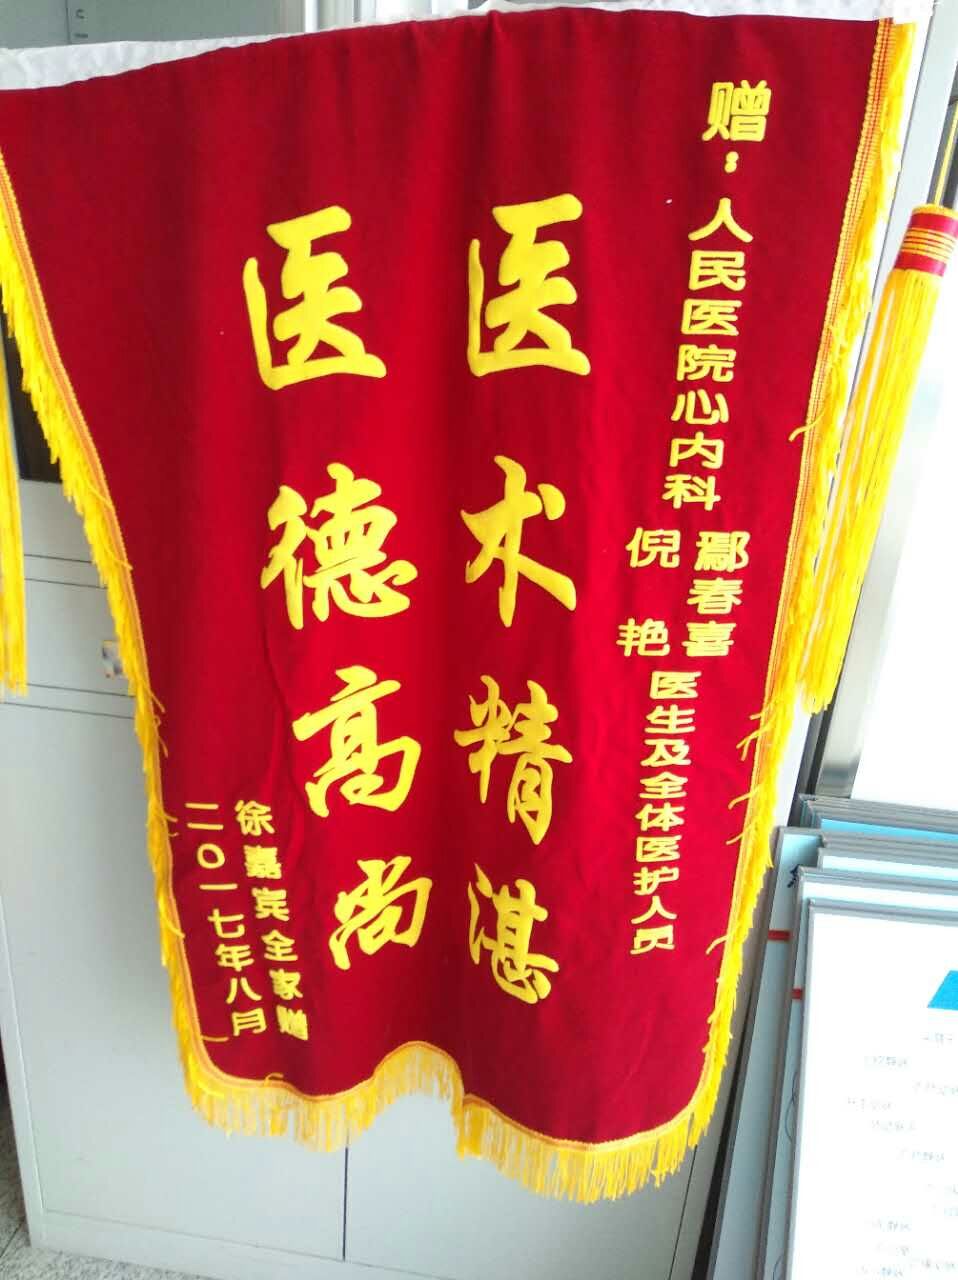 赠：人民医院心内科
鄢春喜
倪艳
医生及全体医护人员
医术精湛
医德高尚
徐嘉宾全家赠
二〇一七年八月